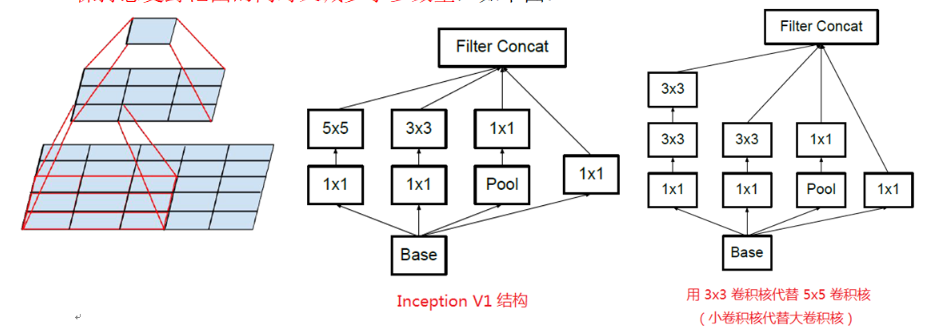 Filter Concat
5x5
3x3
1x1
1x1
1x1
Pool
1x1
Base
Inception V1 结构
Filter Concat
3x3
3x3
3x3
1x1
1x1
1x1
Pool
1x1
Base
用 3x3 卷积核代替 5x5 卷积核
（小卷积核代替大卷积核）